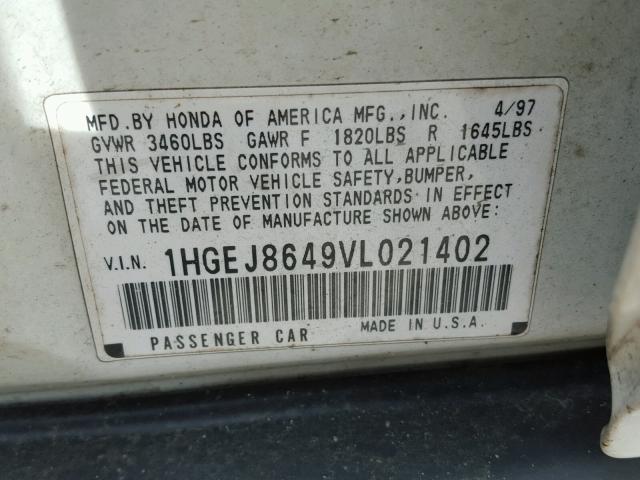 MFD.BY HONDA OF AMERICA MFG.,INC. 4/97
GVWR 3460LBS GAWR F 1820LBS R 1645LBS
THIS VEHICLE CONFORMS TO ALL APPLICABLE
FEDERAL MOTOR VEHICLE SAFETY,BUMPER,
AND THEFT PREVENTION STANDARDS IN EFFECT
ON THE DATE OF MANUFACTURE SHOWN ABOVE:
V.I.N. 1HGEJ8649VL021402
PASSENGER CAR MADE IN U.S.A.